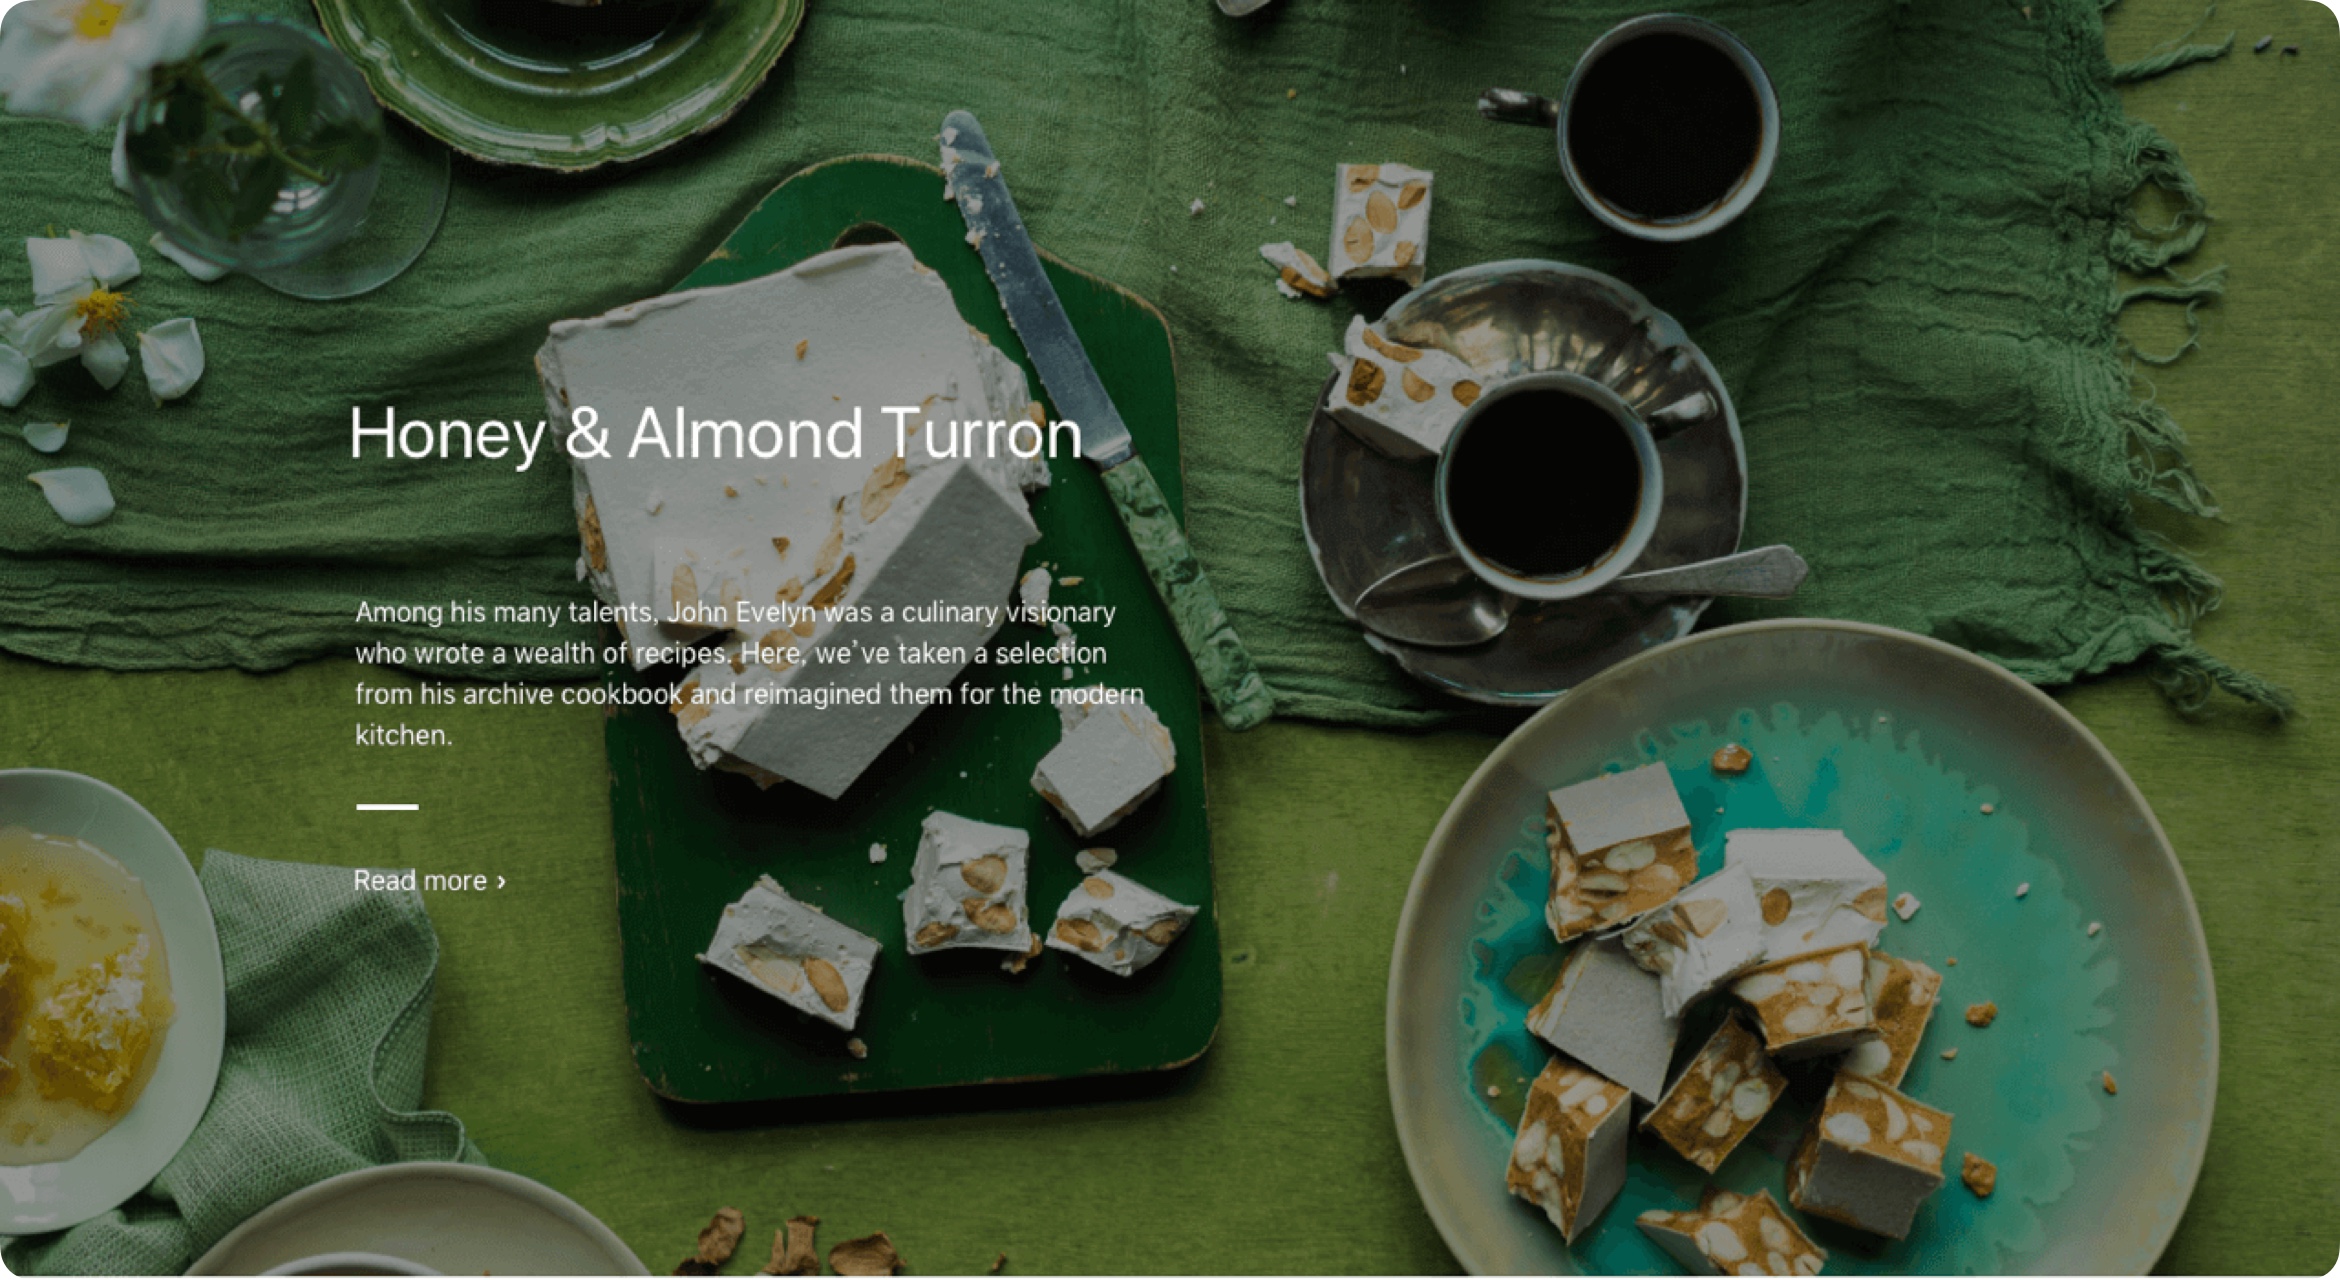 Honey & Almond Turron
Among his many talents, John Evelyn was a culinary visionary
who wrote a wealth of recipes. Here, we’ve taken a selection
from his archive cookbook and reimagined them for the modern
kitchen.
Read more ›